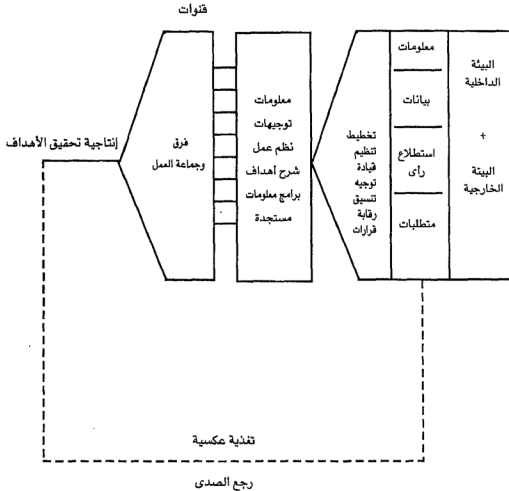 قنوات
البيئة
الداخلية
+
البيئة
الخارجية
معلومات
بيانات
استطلاع
رأى
متطلبات
تخطيط
تنظيم
قيادة
توجيه
تنسيق
رقابة
قرارات
معلومات
توجيهات
نظم عمل
شرح أهداف
برامج معلومات
مستجدة
فرق
وجماعة العمل
إنتاجية تحقيق الأهداف
تغذية عكسية
رجع الصدى